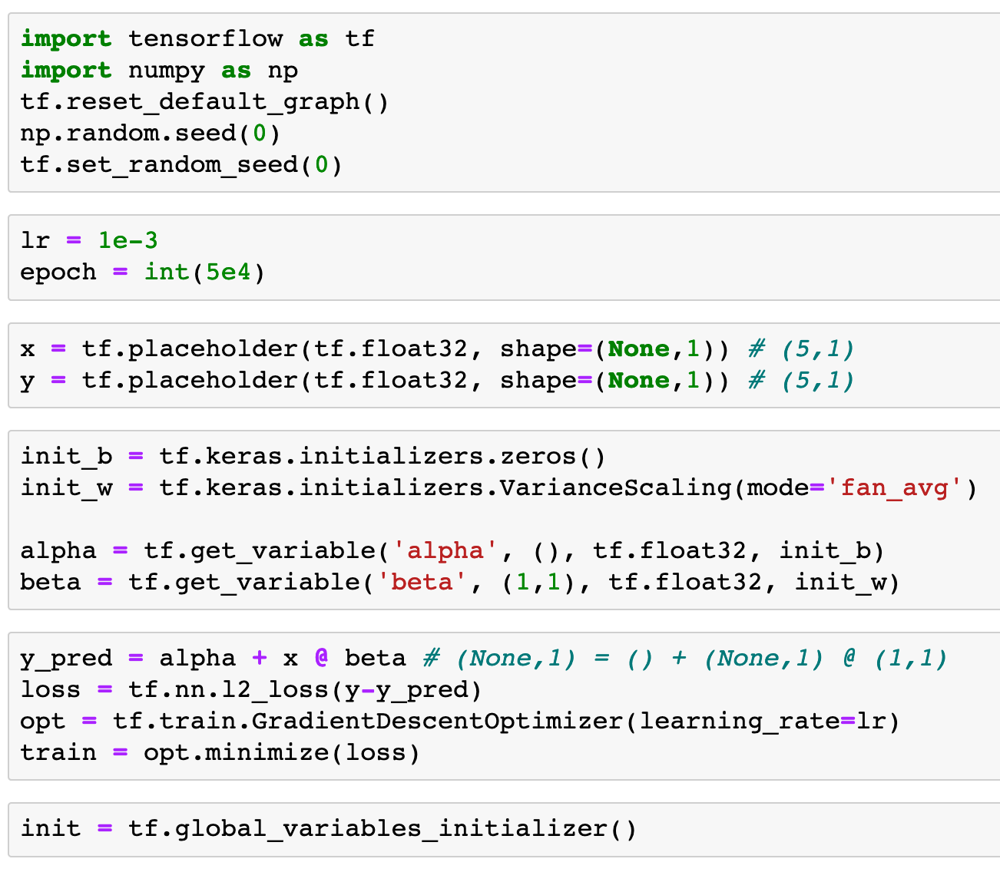 import tensorflow as tf
import numpy as np
tf.reset_default_graph()
np.random.seed(0)
tf.set_random_seed(0)
lr = 1e-3
epoch = int(5e4)
x = tf.placeholder(tf.float32, shape=(None,1)) # (5,1)
y = tf.placeholder(tf.float32, shape=(None,1)) # (5,1)
init_b = tf.keras.initializers.zeros()
init_w = tf.keras.initializers.VarianceScaling(mode='fan_avg')
alpha = tf.get_variable('alpha', (), tf.float32, init_b)
beta = tf.get_variable('beta', (1,1), tf.float32, init_w)
y_pred = alpha + x @ beta # (None,1) = () + (None,1) @ (1,1)
loss = tf.nn.l2_loss(y-y_pred)
opt = tf.train.GradientDescentOptimizer(learning_rate=lr)
train = opt.minimize(loss)
init = tf.global_variables_initializer()